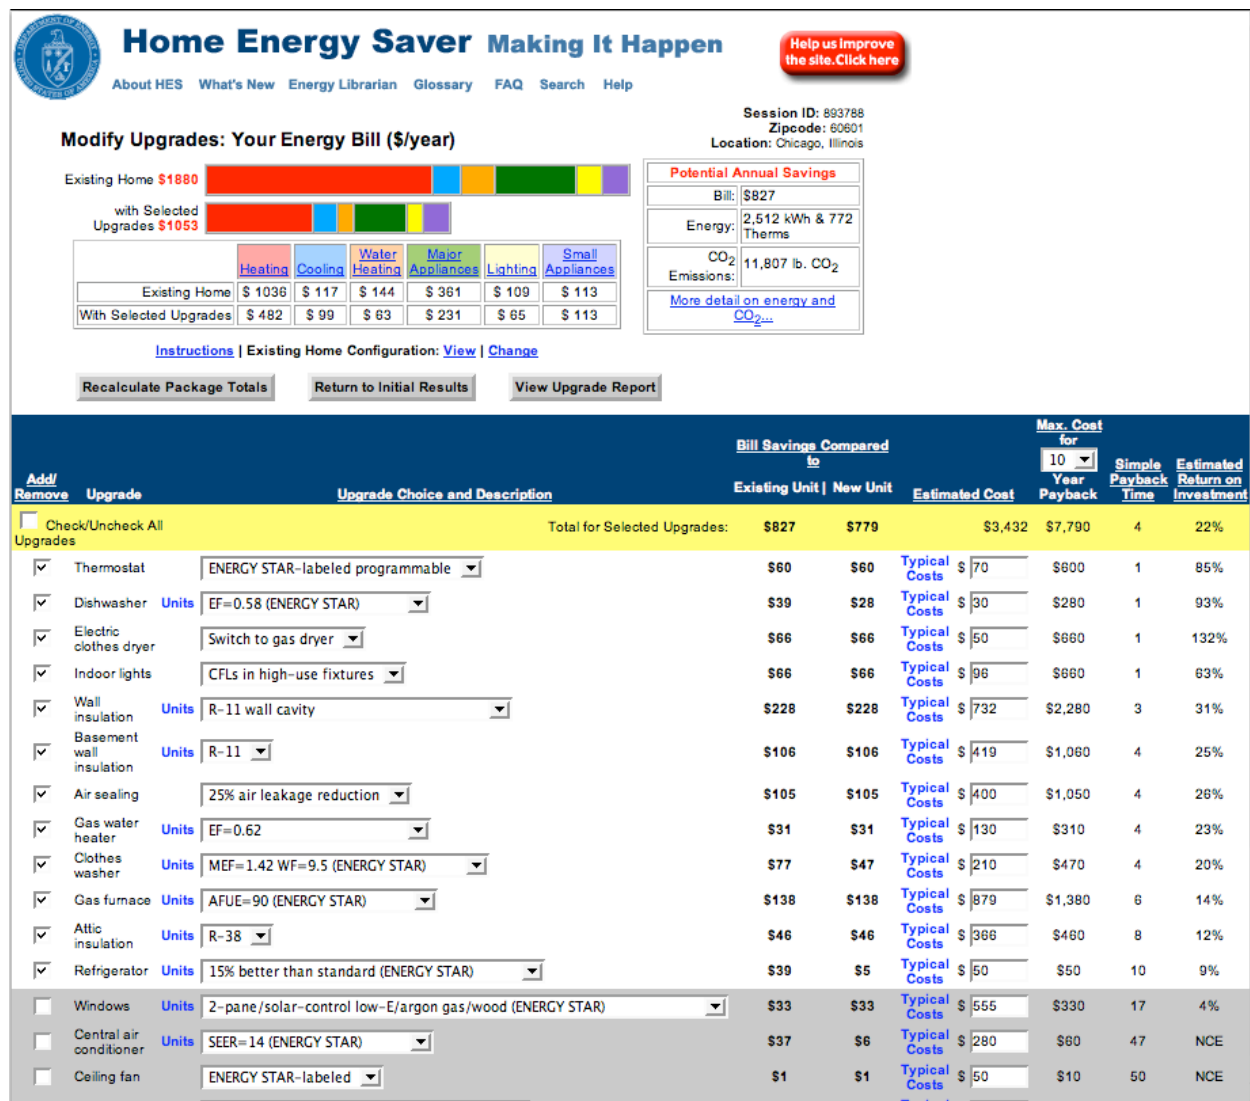 Home Energy Saver Making It Happen
Help us improve
the site.Click here
About HES What's New Energy Librarian Glossary FAQ Search Help
Session ID: 893788
Zipcode: 60601
Location: Chicago, Illinois
Modify Upgrades: Your Energy Bill ($/year)
Existing Home $1880
with Selected
Upgrades $1053
Potential Annual Savings
Bill: $827
Energy: 2,512 kWh & 772
Therms
CO2
Emissions: 11,807 lb. CO2
More detail on energy and
CO2...
Heating Cooling Water
Heating Major
Appliances Lighting Small
Appliances
Existing Home $ 1036 $ 117 $ 144 $ 361 $ 109 $ 113
With Selected Upgrades $ 482 $ 99 $ 63 $ 231 $ 65 $ 113
Instructions | Existing Home Configuration: View | Change
Recalculate Package Totals Return to Initial Results View Upgrade Report
Add/
Remove Upgrade Upgrade Choice and Description
Bill Savings Compared
to
Existing Unit | New Unit
Estimated Cost
Max. Cost
for
10
Year
Payback
Simple
Payback
Time
Estimated
Return on
Investment
Check/Uncheck All
Upgrades
Total for Selected Upgrades: $827 $779 $3,432 $7,790 4 22%
Thermostat ENERGY STAR-labeled programmable $60 $60 Typical
Costs $ 70 $600 1 85%
Dishwasher Units EF=0.58 (ENERGY STAR) $39 $28 Typical
Costs $ 30 $280 1 93%
Electric
clothes dryer Switch to gas dryer $66 $66 Typical
Costs $ 50 $660 1 132%
Indoor lights CFLs in high-use fixtures $66 $66 Typical
Costs $ 96 $660 1 63%
Wall
insulation Units R-11 wall cavity $228 $228 Typical
Costs $ 732 $2,280 3 31%
Basement
wall
insulation Units R-11 $106 $106 Typical
Costs $ 419 $1,060 4 25%
Air sealing 25% air leakage reduction $105 $105 Typical
Costs $ 400 $1,050 4 26%
Gas water
heater Units EF=0.62 $31 $31 Typical
Costs $ 130 $310 4 23%
Clothes
washer Units MEF=1.42 WF=9.5 (ENERGY STAR) $77 $47 Typical
Costs $ 210 $470 4 20%
Gas furnace Units AFUE=90 (ENERGY STAR) $138 $138 Typical
Costs $ 879 $1,380 6 14%
Attic
insulation Units R-38 $46 $46 Typical
Costs $ 366 $460 8 12%
Refrigerator Units 15% better than standard (ENERGY STAR) $39 $5 Typical
Costs $ 50 $50 10 9%
Windows Units 2-pane/solar-control low-E/argon gas/wood (ENERGY STAR) $33 $33 Typical
Costs $ 555 $330 17 4%
Central air
conditioner Units SEER=14 (ENERGY STAR) $37 $6 Typical
Costs $ 280 $60 47 NCE
Ceiling fan ENERGY STAR-labeled $1 $1 Typical
Costs $ 50 $10 50 NCE